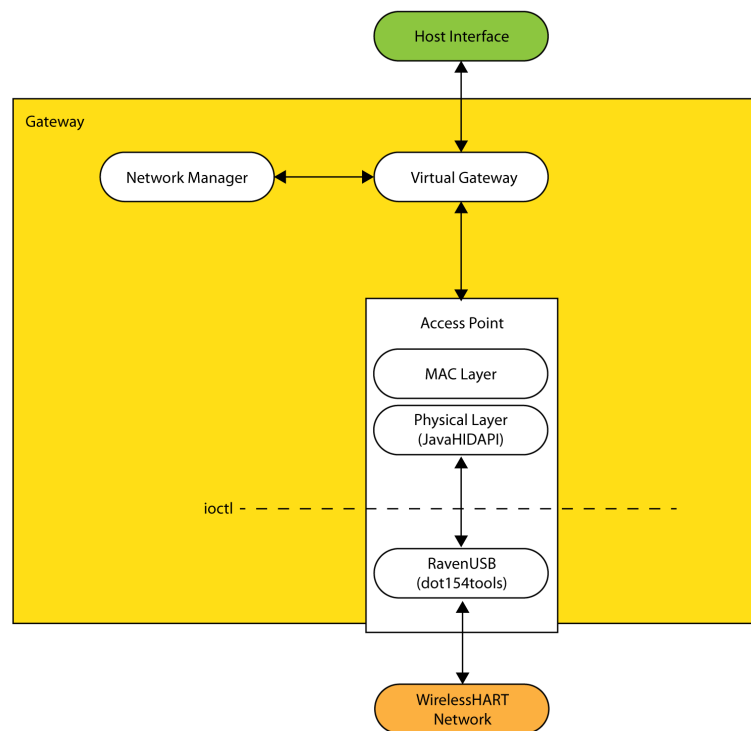 Host Interface
Gateway
Network Manager
Virtual Gateway
Access Point
MAC Layer
Physical Layer
(JavaHIDAPI)
ioctl
RavenUSB
(dot154tools)
WirelessHART
Network